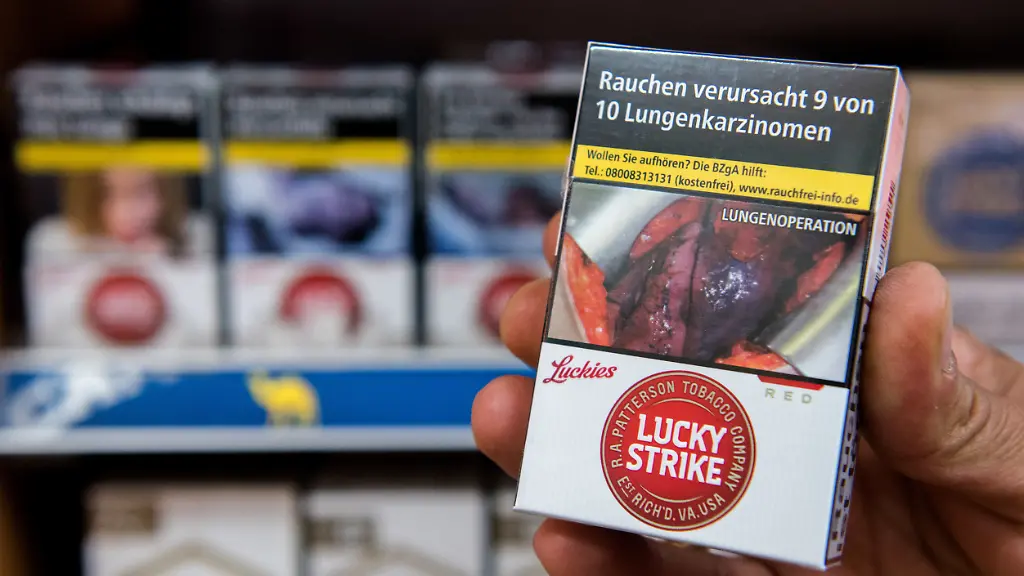 Rauchen verursacht 9 von
10 Lungenkarzinomen
Wollen Sie aufhören? Die BZgA hilft:
Tel.: 08008313131 (kostenfrei), www.rauchfrei-info.de
LUNGENOPERATION
Luckies
RED
R.A. PATTERSON TOBACCO COMPANY
LUCKY
STRIKE
EST RICH'D. VA. USA